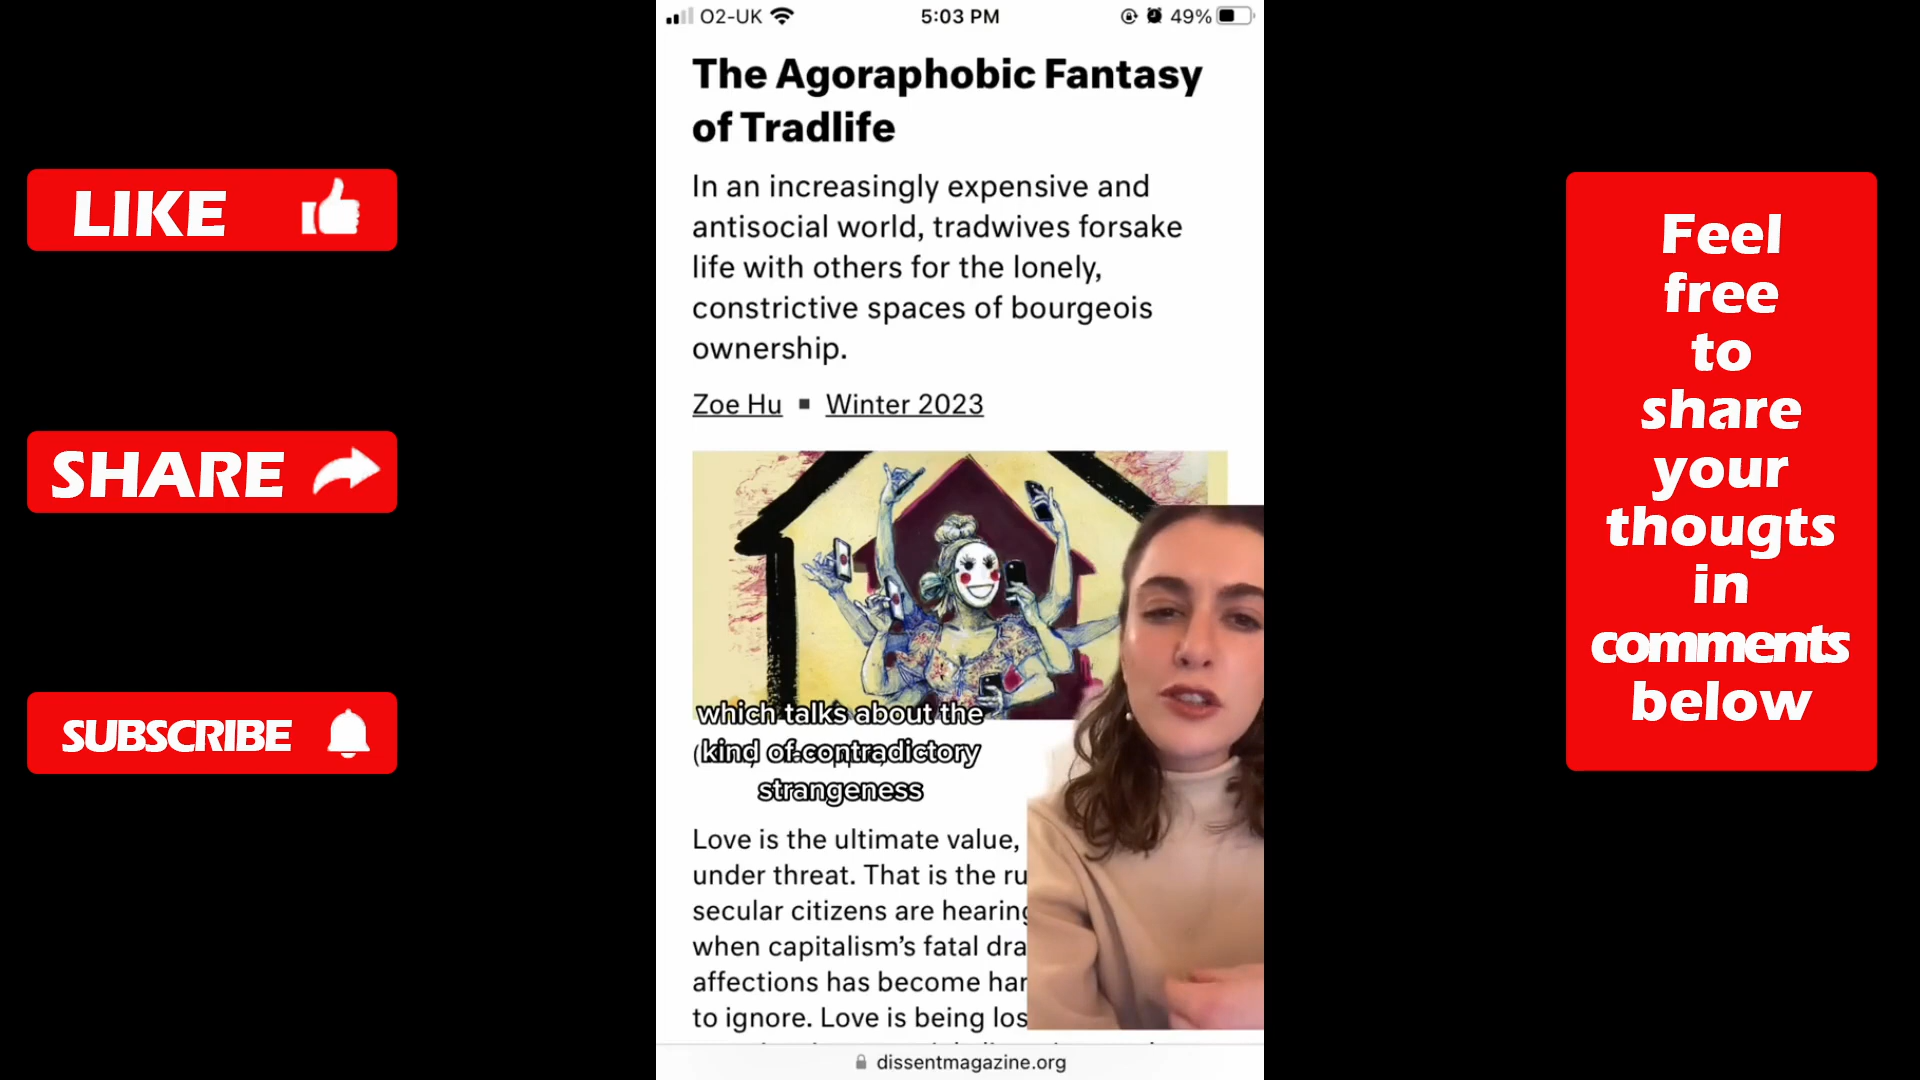 LIKE
SHARE
SUBSCRIBE
O2-UK
5:03 PM
49%
The Agoraphobic Fantasy
of Tradlife
In an increasingly expensive and
antisocial world, tradwives forsake
life with others for the lonely,
constrictive spaces of bourgeois
ownership.
Zoe Hu ■ Winter 2023
which talks about the
kind of contradictory
strangeness
Love is the ultimate value,
under threat. That is the ru
secular citizens are hearing
when capitalism’s fatal dra
affections has become har
to ignore. Love is being los
dissentmagazine.org
Feel
free
to
share
your
thougts
in
comments
below